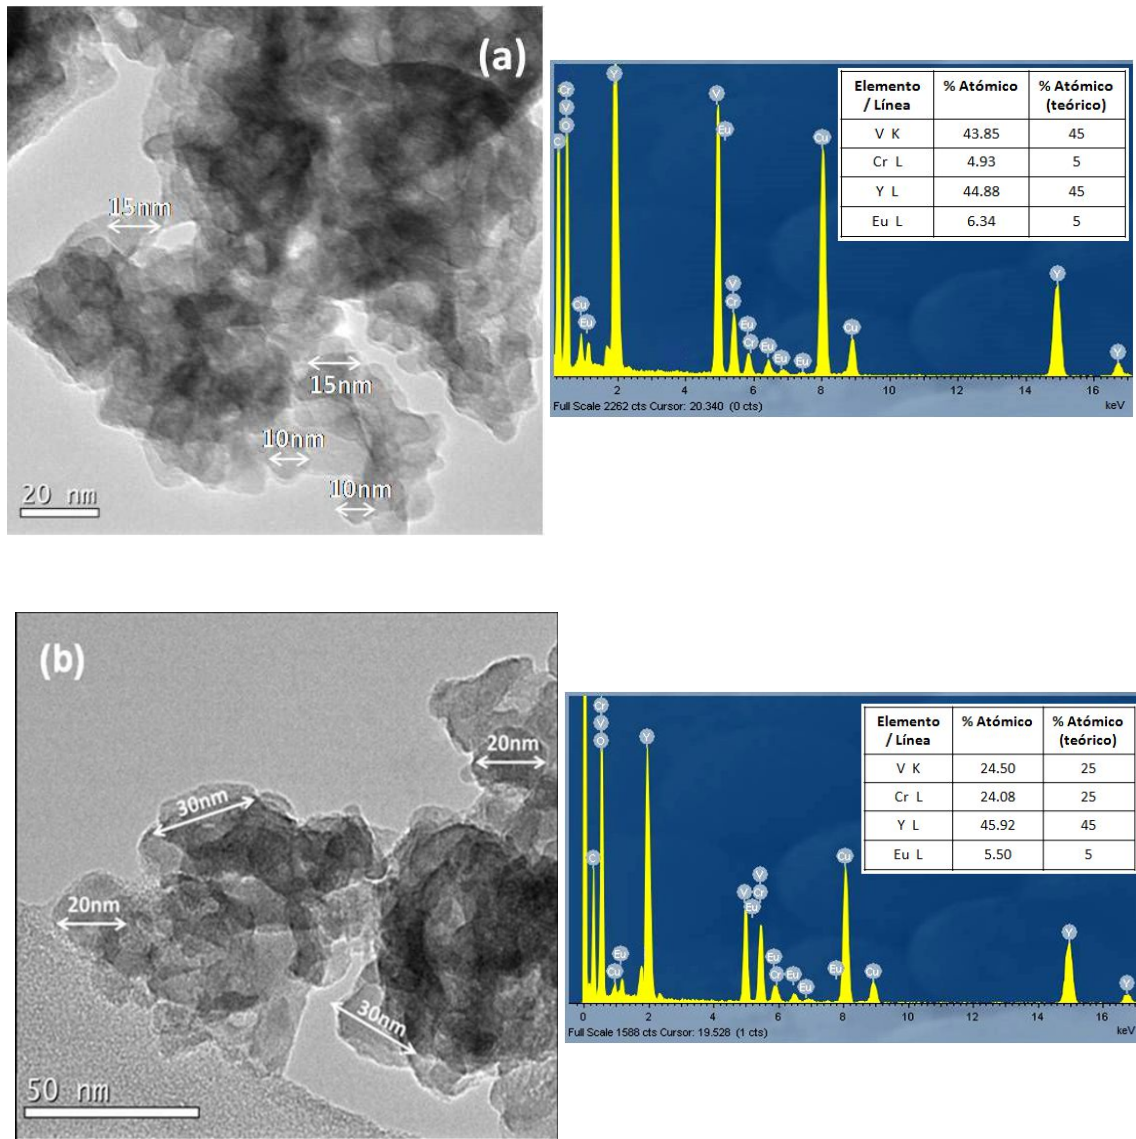 (a)
15nm
15nm
10nm
10nm
20 nm
Y
Cr
V
O
C
Cu
Eu
V
Eu
V
Cr
Eu
Cr
Eu
Eu
Eu
Cu
Cu
Y
Y
Elemento / Línea % Atómico % Atómico (teórico)
V K 43.85 45
Cr L 4.93 5
Y L 44.88 45
Eu L 6.34 5
2 4 6 8 10 12 14 16
Full Scale 2262 cts Cursor: 20.340 (0 cts) keV
(b)
20nm
30nm
20nm
30nm
50 nm
Cr
V
O
Y
C
Eu
Cu
V
Eu
V
Cr
Eu
Cr
Eu
Eu
Eu
Cu
Cu
Y
Y
Elemento / Línea % Atómico % Atómico (teórico)
V K 24.50 25
Cr L 24.08 25
Y L 45.92 45
Eu L 5.50 5
0 2 4 6 8 10 12 14 16
Full Scale 1588 cts Cursor: 19.528 (1 cts) keV